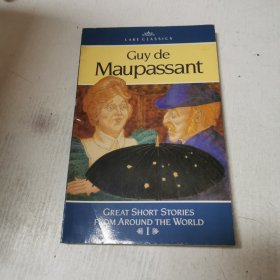 LAKE CLASSICS
Guy de
Maupassant
GREAT SHORT STORIES
FROM AROUND THE WORLD
I